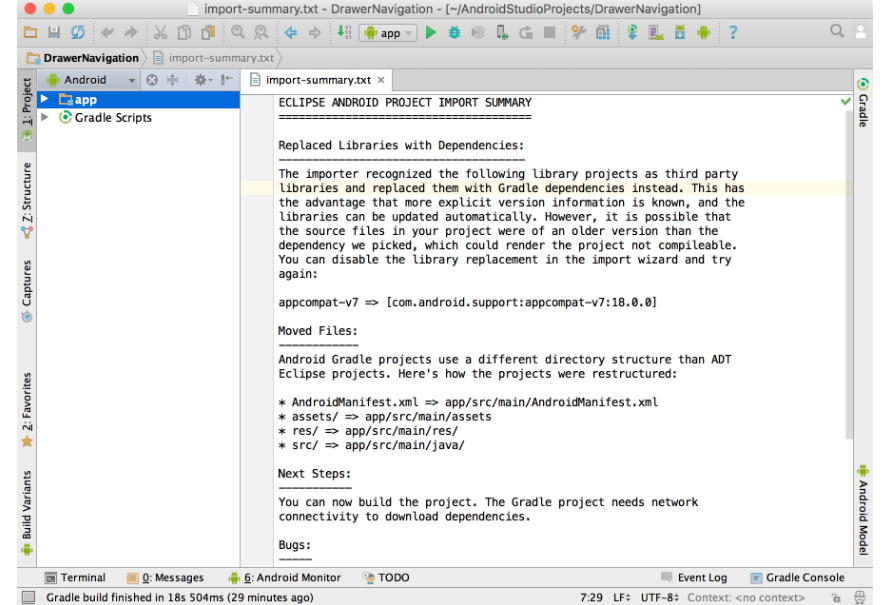 import-summary.txt - DrawerNavigation - [~/AndroidStudioProjects/DrawerNavigation]
app
?
DrawerNavigation
import-summary.txt
Android
import-summary.txt ×
1: Project
Z: Structure
Captures
2: Favorites
Build Variants
app
Gradle Scripts
ECLIPSE ANDROID PROJECT IMPORT SUMMARY
======================================
Replaced Libraries with Dependencies:
-------------------------------------
The importer recognized the following library projects as third party
libraries and replaced them with Gradle dependencies instead. This has
the advantage that more explicit version information is known, and the
libraries can be updated automatically. However, it is possible that
the source files in your project were of an older version than the
dependency we picked, which could render the project not compileable.
You can disable the library replacement in the import wizard and try
again:
appcompat-v7 => [com.android.support:appcompat-v7:18.0.0]
Moved Files:
------------
Android Gradle projects use a different directory structure than ADT
Eclipse projects. Here's how the projects were restructured:
* AndroidManifest.xml => app/src/main/AndroidManifest.xml
* assets/ => app/src/main/assets
* res/ => app/src/main/res/
* src/ => app/src/main/java/
Next Steps:
-----------
You can now build the project. The Gradle project needs network
connectivity to download dependencies.
Bugs:
-----
Gradle
Android Model
Terminal
0: Messages
6: Android Monitor
TODO
Event Log
Gradle Console
Gradle build finished in 18s 504ms (29 minutes ago)
7:29 LF÷ UTF-8÷ Context: <no context>